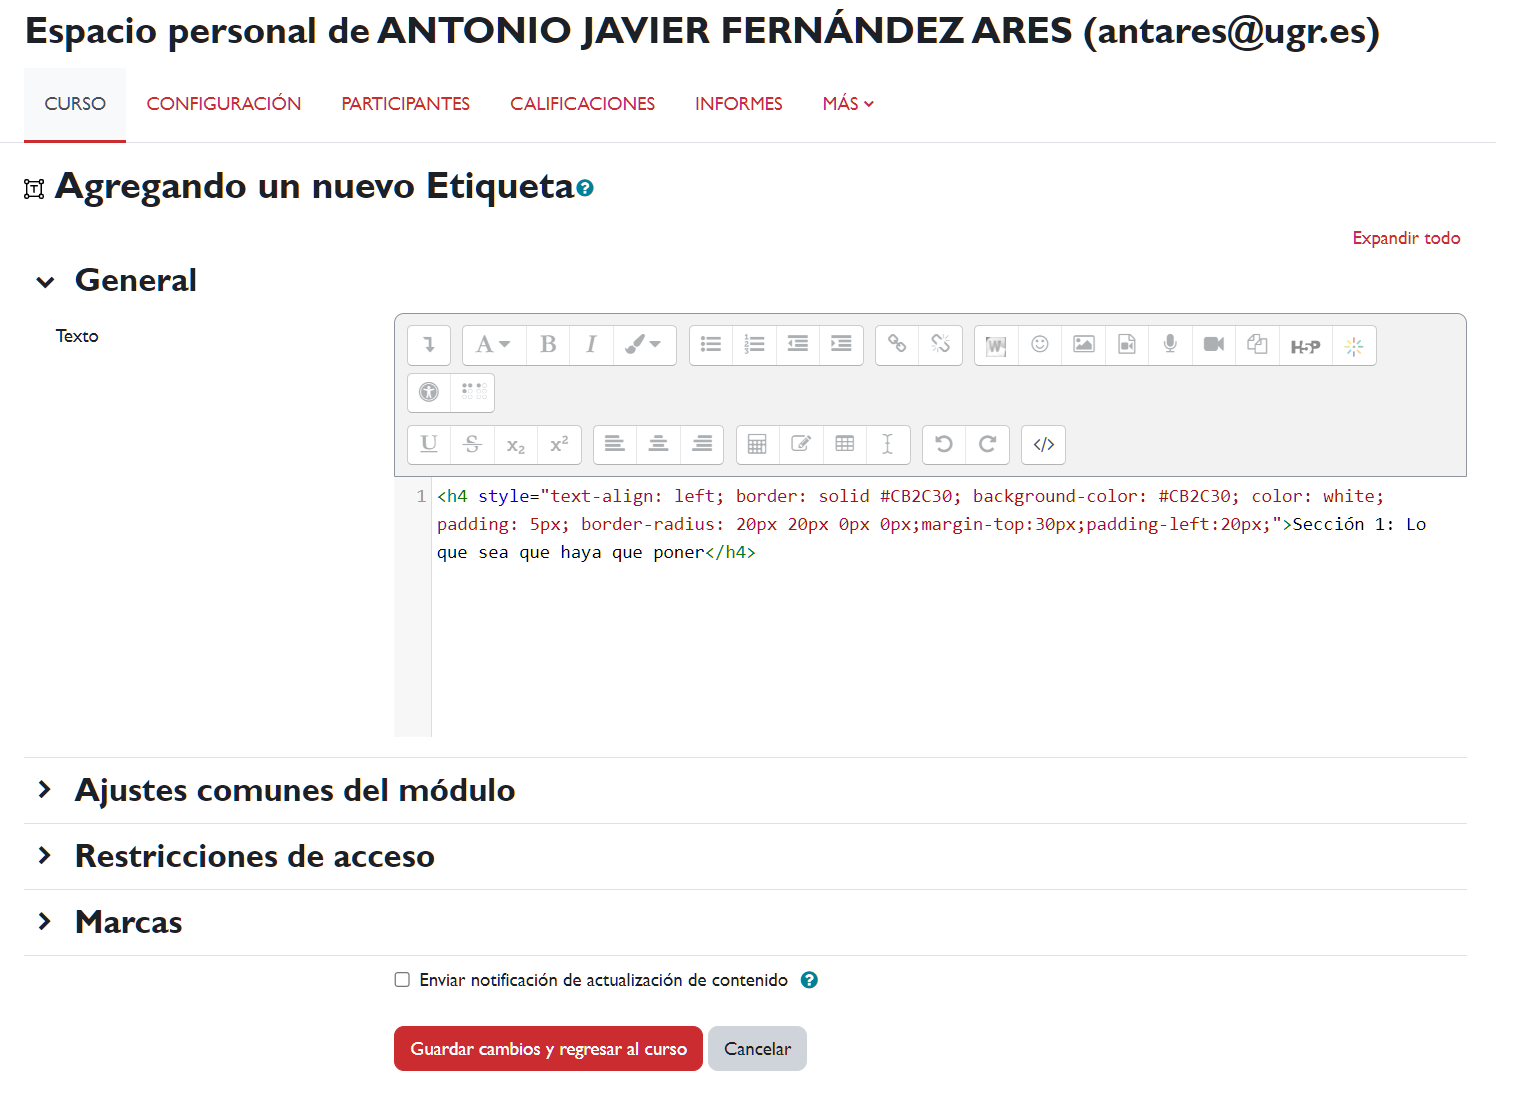 Espacio personal de ANTONIO JAVIER FERNÁNDEZ ARES (antares@ugr.es)
CURSO CONFIGURACIÓN PARTICIPANTES CALIFICACIONES INFORMES MÁS
Agregando un nuevo Etiqueta
Expandir todo
General
Texto
A B I W H5P
U S x₂ x² </>
1 <h4 style="text-align: left; border: solid #CB2C30; background-color: #CB2C30; color: white;
padding: 5px; border-radius: 20px 20px 0px 0px;margin-top:30px;padding-left:20px;">Sección 1: Lo
que sea que haya que poner</h4>
Ajustes comunes del módulo
Restricciones de acceso
Marcas
Enviar notificación de actualización de contenido
Guardar cambios y regresar al curso Cancelar